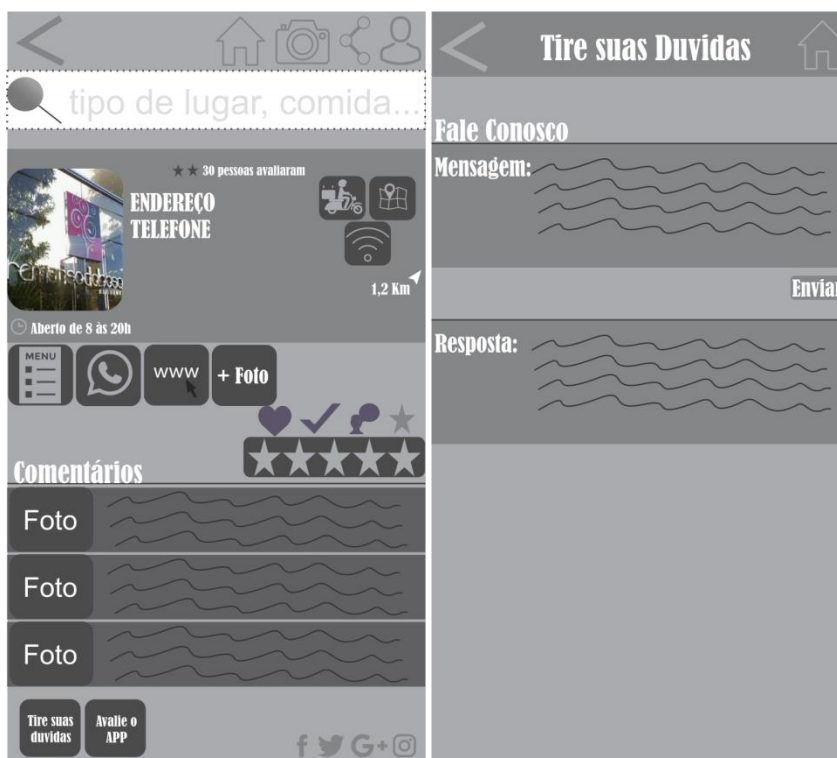 tipo de lugar, comida...
30 pessoas avaliaram
ENDEREÇO
TELEFONE
1,2 Km
Aberto de 8 às 20h
MENU
www
+ Foto
Comentários
Foto
Foto
Foto
Tire suas
duvidas
Avalie o
APP
f
G+
Tire suas Duvidas
Fale Conosco
Mensagem:
Enviar
Resposta: